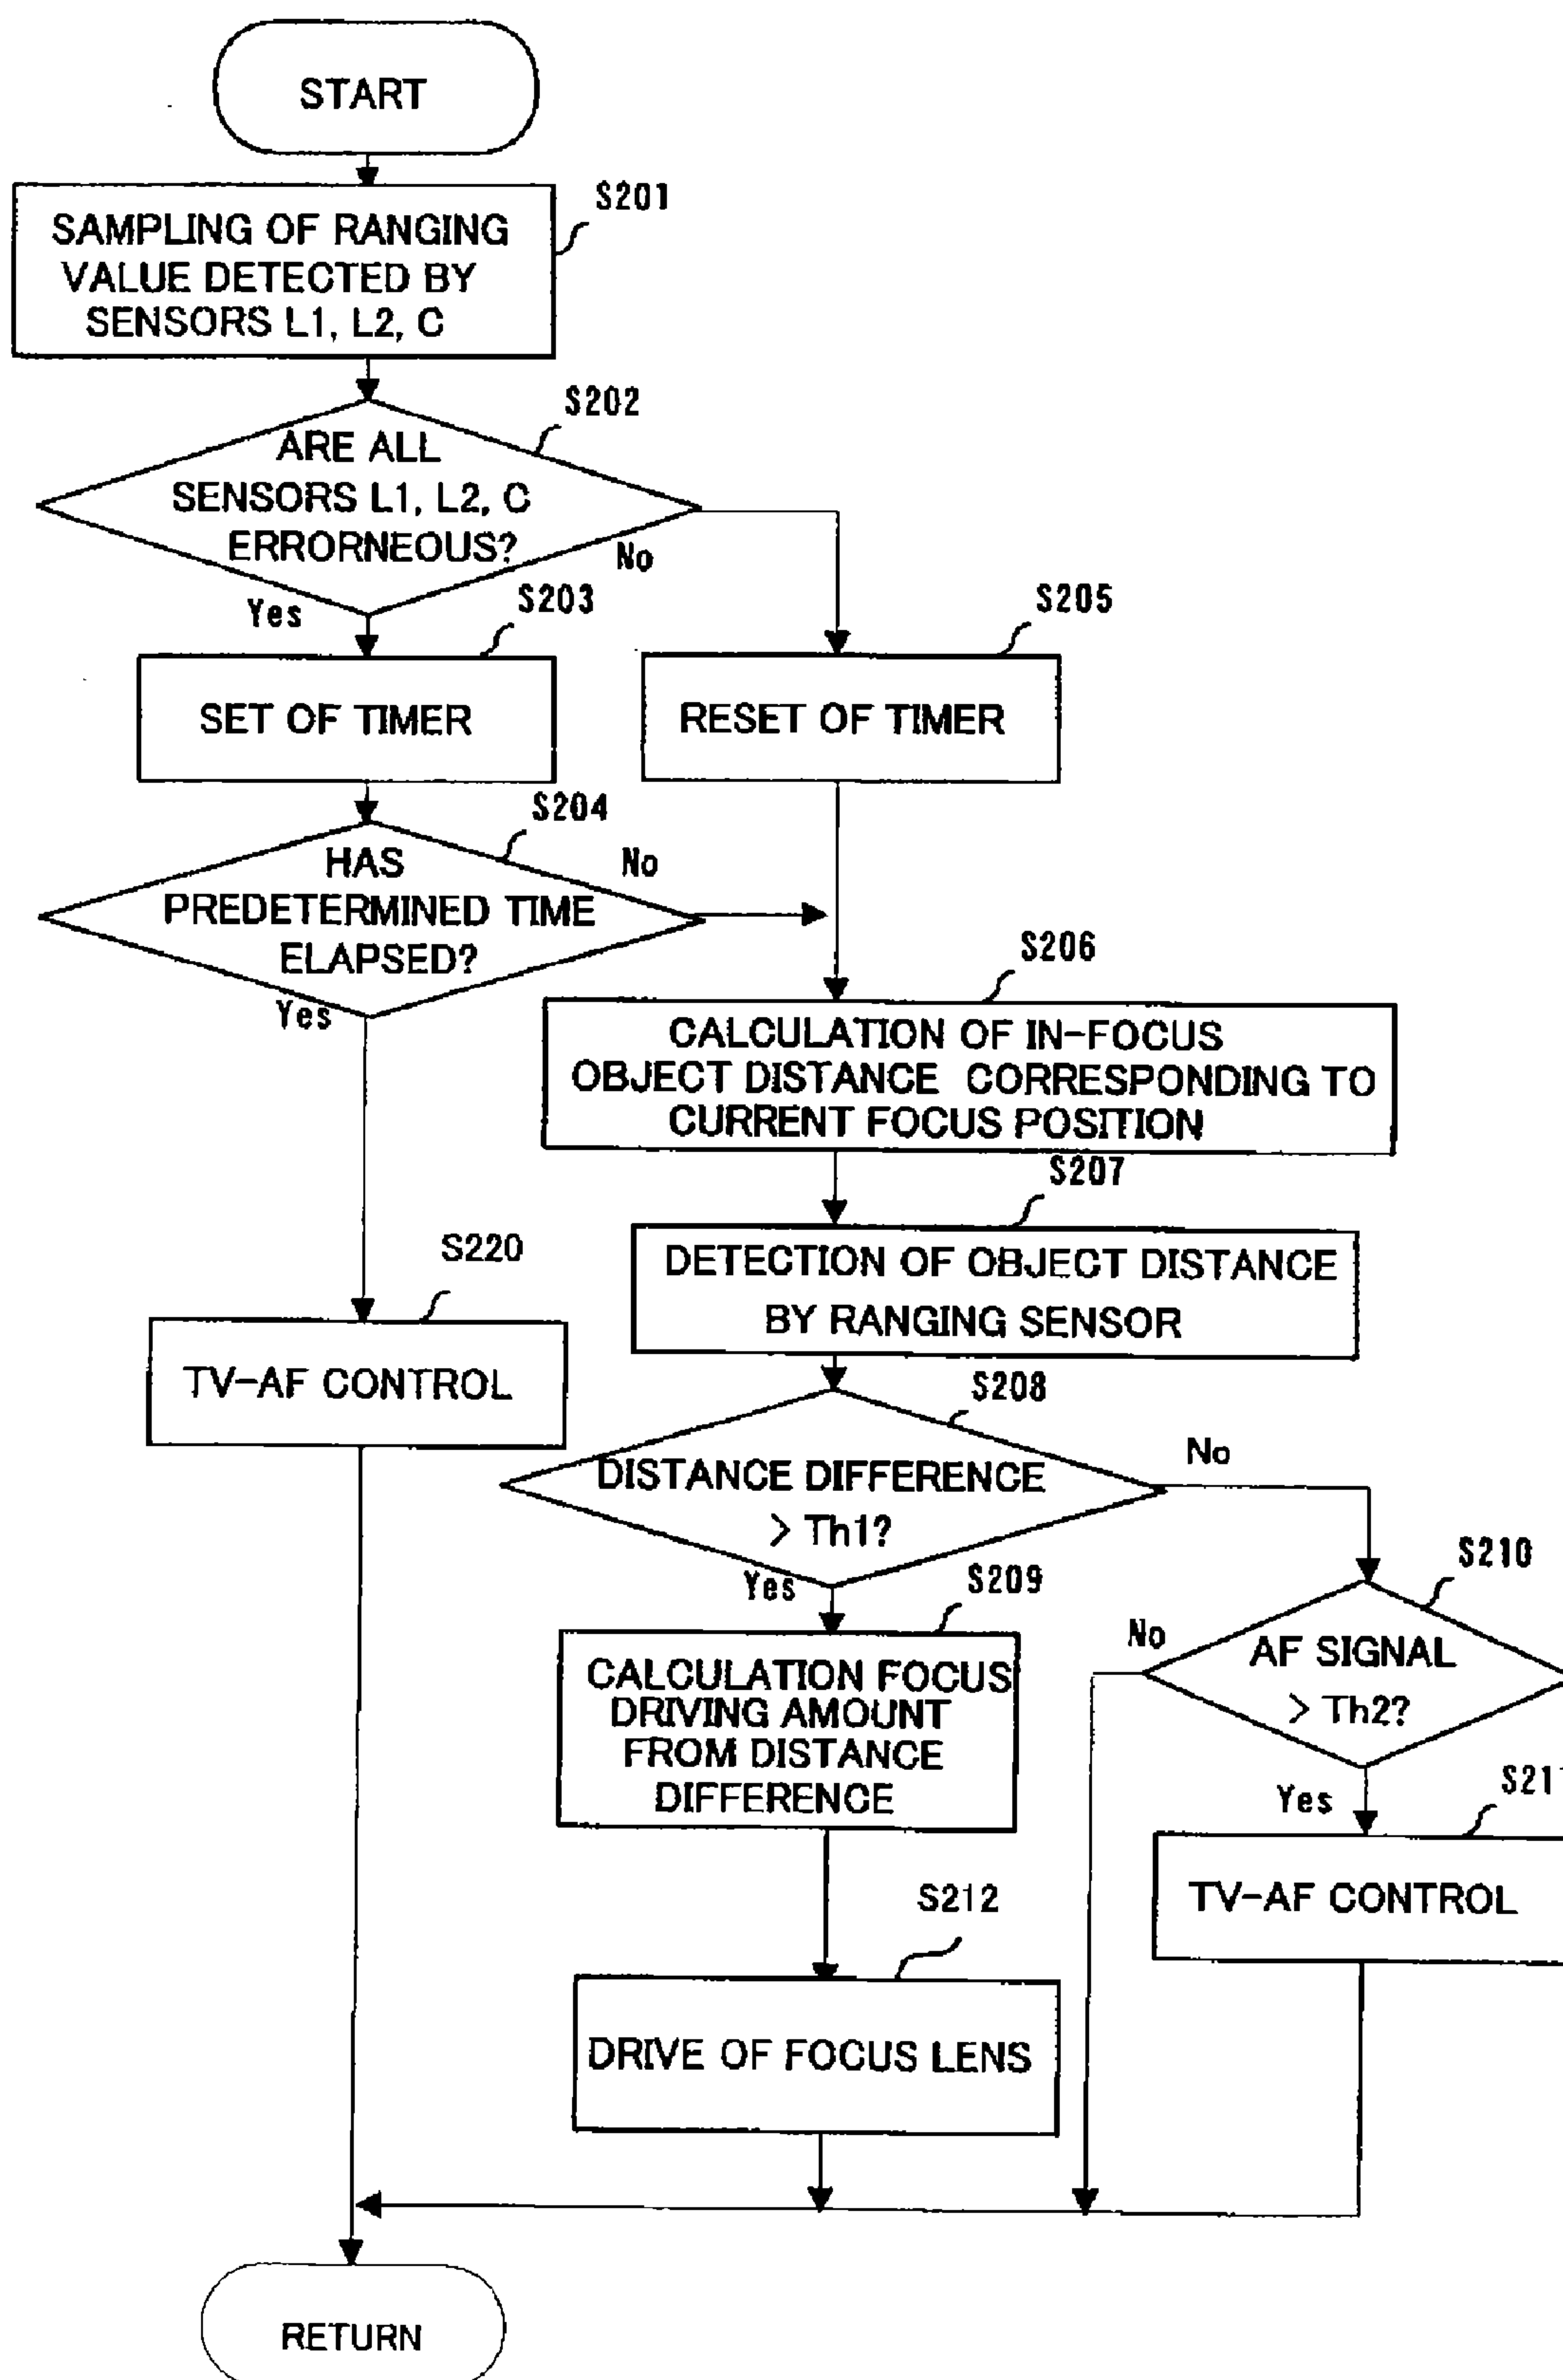 START
S201
SAMPLING OF RANGING
VALUE DETECTED BY
SENSORS L1, L2, C
S202
ARE ALL
SENSORS L1, L2, C
ERRORNEOUS?
No
Yes
S203
S205
SET OF TIMER
RESET OF TIMER
S204
HAS
PREDETERMINED TIME
ELAPSED?
No
Yes
S206
CALCULATION OF IN-FOCUS
OBJECT DISTANCE CORRESPONDING TO
CURRENT FOCUS POSITION
S207
DETECTION OF OBJECT DISTANCE
BY RANGING SENSOR
S220
TV-AF CONTROL
S208
DISTANCE DIFFERENCE
> Th1?
No
Yes
S209
CALCULATION FOCUS
DRIVING AMOUNT
FROM DISTANCE
DIFFERENCE
S210
AF SIGNAL
> Th2?
No
Yes
TV-AF CONTROL
S212
DRIVE OF FOCUS LENS
RETURN